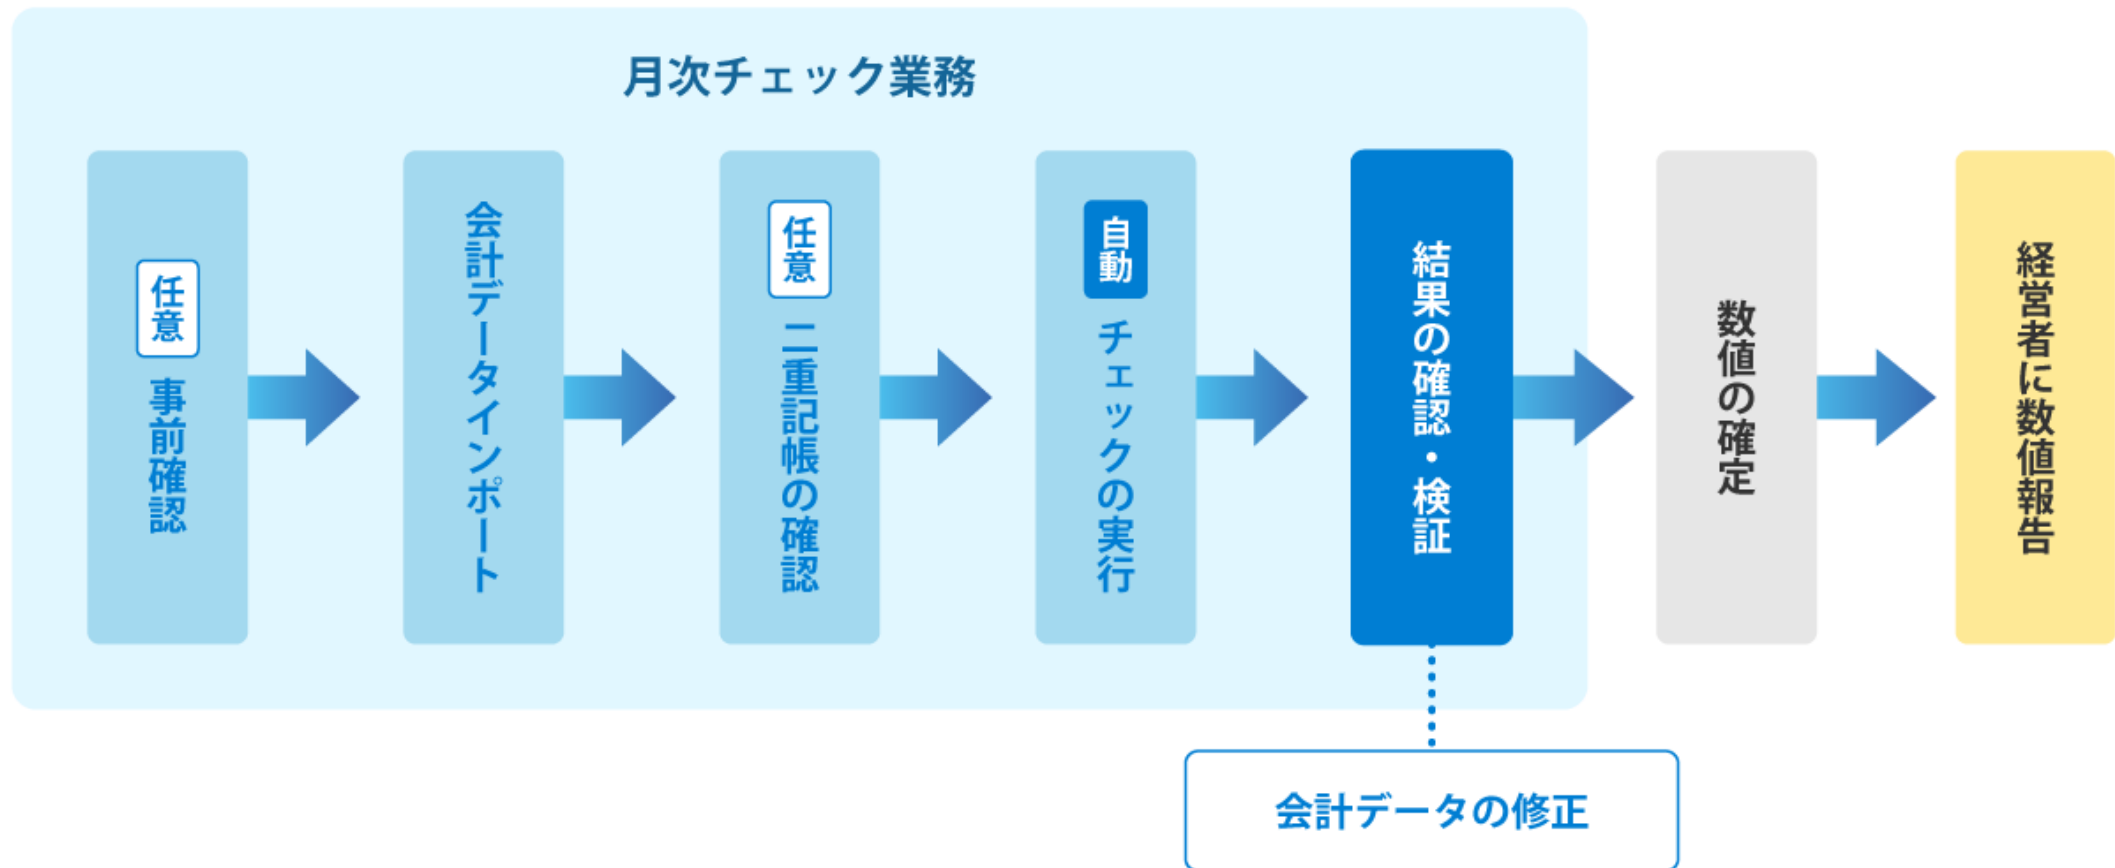 月次チェック業務
任意
事前確認
会計データインポート
任意
二重記帳の確認
自動
チェックの実行
結果の確認・検証
数値の確定
経営者に数値報告
会計データの修正